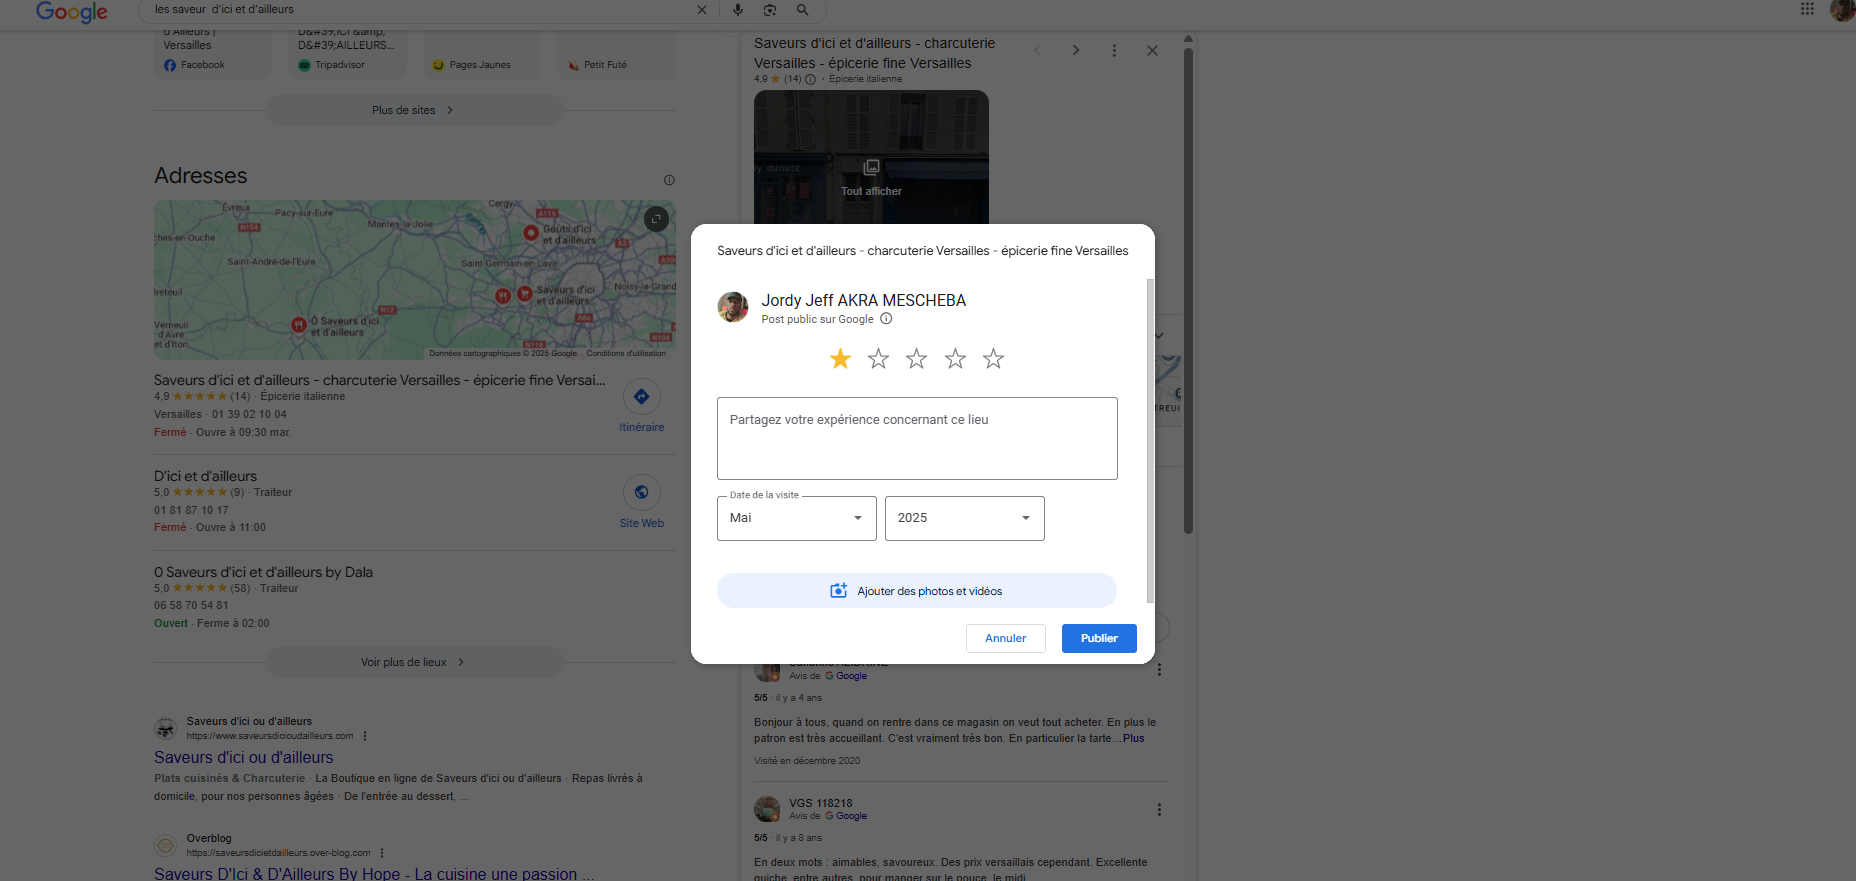 Google
les saveur  d'ici et d'ailleurs
d'Ailleurs |
Versailles
Facebook
D&#39;ICI &amp;
D&#39;AILLEURS...
Tripadvisor
Pages Jaunes
Petit Futé
Plus de sites
Adresses
Évreux
Pacy-sur-Eure
Cergy
A115
N154
Mantes-la-Jolie
Seine
Goûts d'ici
et d'ailleurs
A3
A104
Saint-André-de-l'Eure
Saint Germain-en-Laye
Noisy-le-Grand
Saveurs d'ici
et d'ailleurs
N12
N10
Verneuil
d'Avre
et d'Iton
Ô Saveurs d'ici
et d'ailleurs
N154
N118
N104
Données cartographiques © 2025 Google
Conditions d'utilisation
Saveurs d'ici et d'ailleurs - charcuterie Versailles - épicerie fine Versai...
4,9 (14) · Épicerie italienne
Versailles · 01 39 02 10 04
Fermé · Ouvre à 09:30 mar.
Itinéraire
D'ici et d'ailleurs
5,0 (9) · Traiteur
01 81 87 10 17
Fermé · Ouvre à 11:00
Site Web
O Saveurs d'ici et d'ailleurs by Dala
5,0 (58) · Traiteur
06 58 70 54 81
Ouvert · Ferme à 02:00
Voir plus de lieux
Saveurs d'ici ou d'ailleurs
https://www.saveursdicioudailleurs.com
Saveurs d'ici ou d'ailleurs
Plats cuisinés & Charcuterie · La Boutique en ligne de Saveurs d'ici ou d'ailleurs · Repas livrés à
domicile, pour nos personnes âgées · De l'entrée au dessert, ...
Overblog
https://saveursdicietdailleurs.over-blog.com
Saveurs D'Ici & D'Ailleurs By Hope - La cuisine une passion ...
Saveurs d'ici et d'ailleurs - charcuterie
Versailles - épicerie fine Versailles
4,9 (14) · Épicerie italienne
Tout afficher
Saveurs d'ici et d'ailleurs - charcuterie Versailles - épicerie fine Versailles
Jordy Jeff AKRA MESCHEBA
Post public sur Google
Partagez votre expérience concernant ce lieu
Date de la visite
Mai
2025
Ajouter des photos et vidéos
Annuler
Publier
Avis de Google
5/5 · il y a 4 ans
Bonjour à tous, quand on rentre dans ce magasin on veut tout acheter. En plus le
patron est très accueillant. C'est vraiment très bon. En particulier la tarte...Plus
Visité en décembre 2020
VGS 118218
Avis de Google
5/5 · il y a 8 ans
En deux mots : aimables, savoureux. Des prix versaillais cependant. Excellente
quiche, entre autres, pour manger sur le pouce, le midi